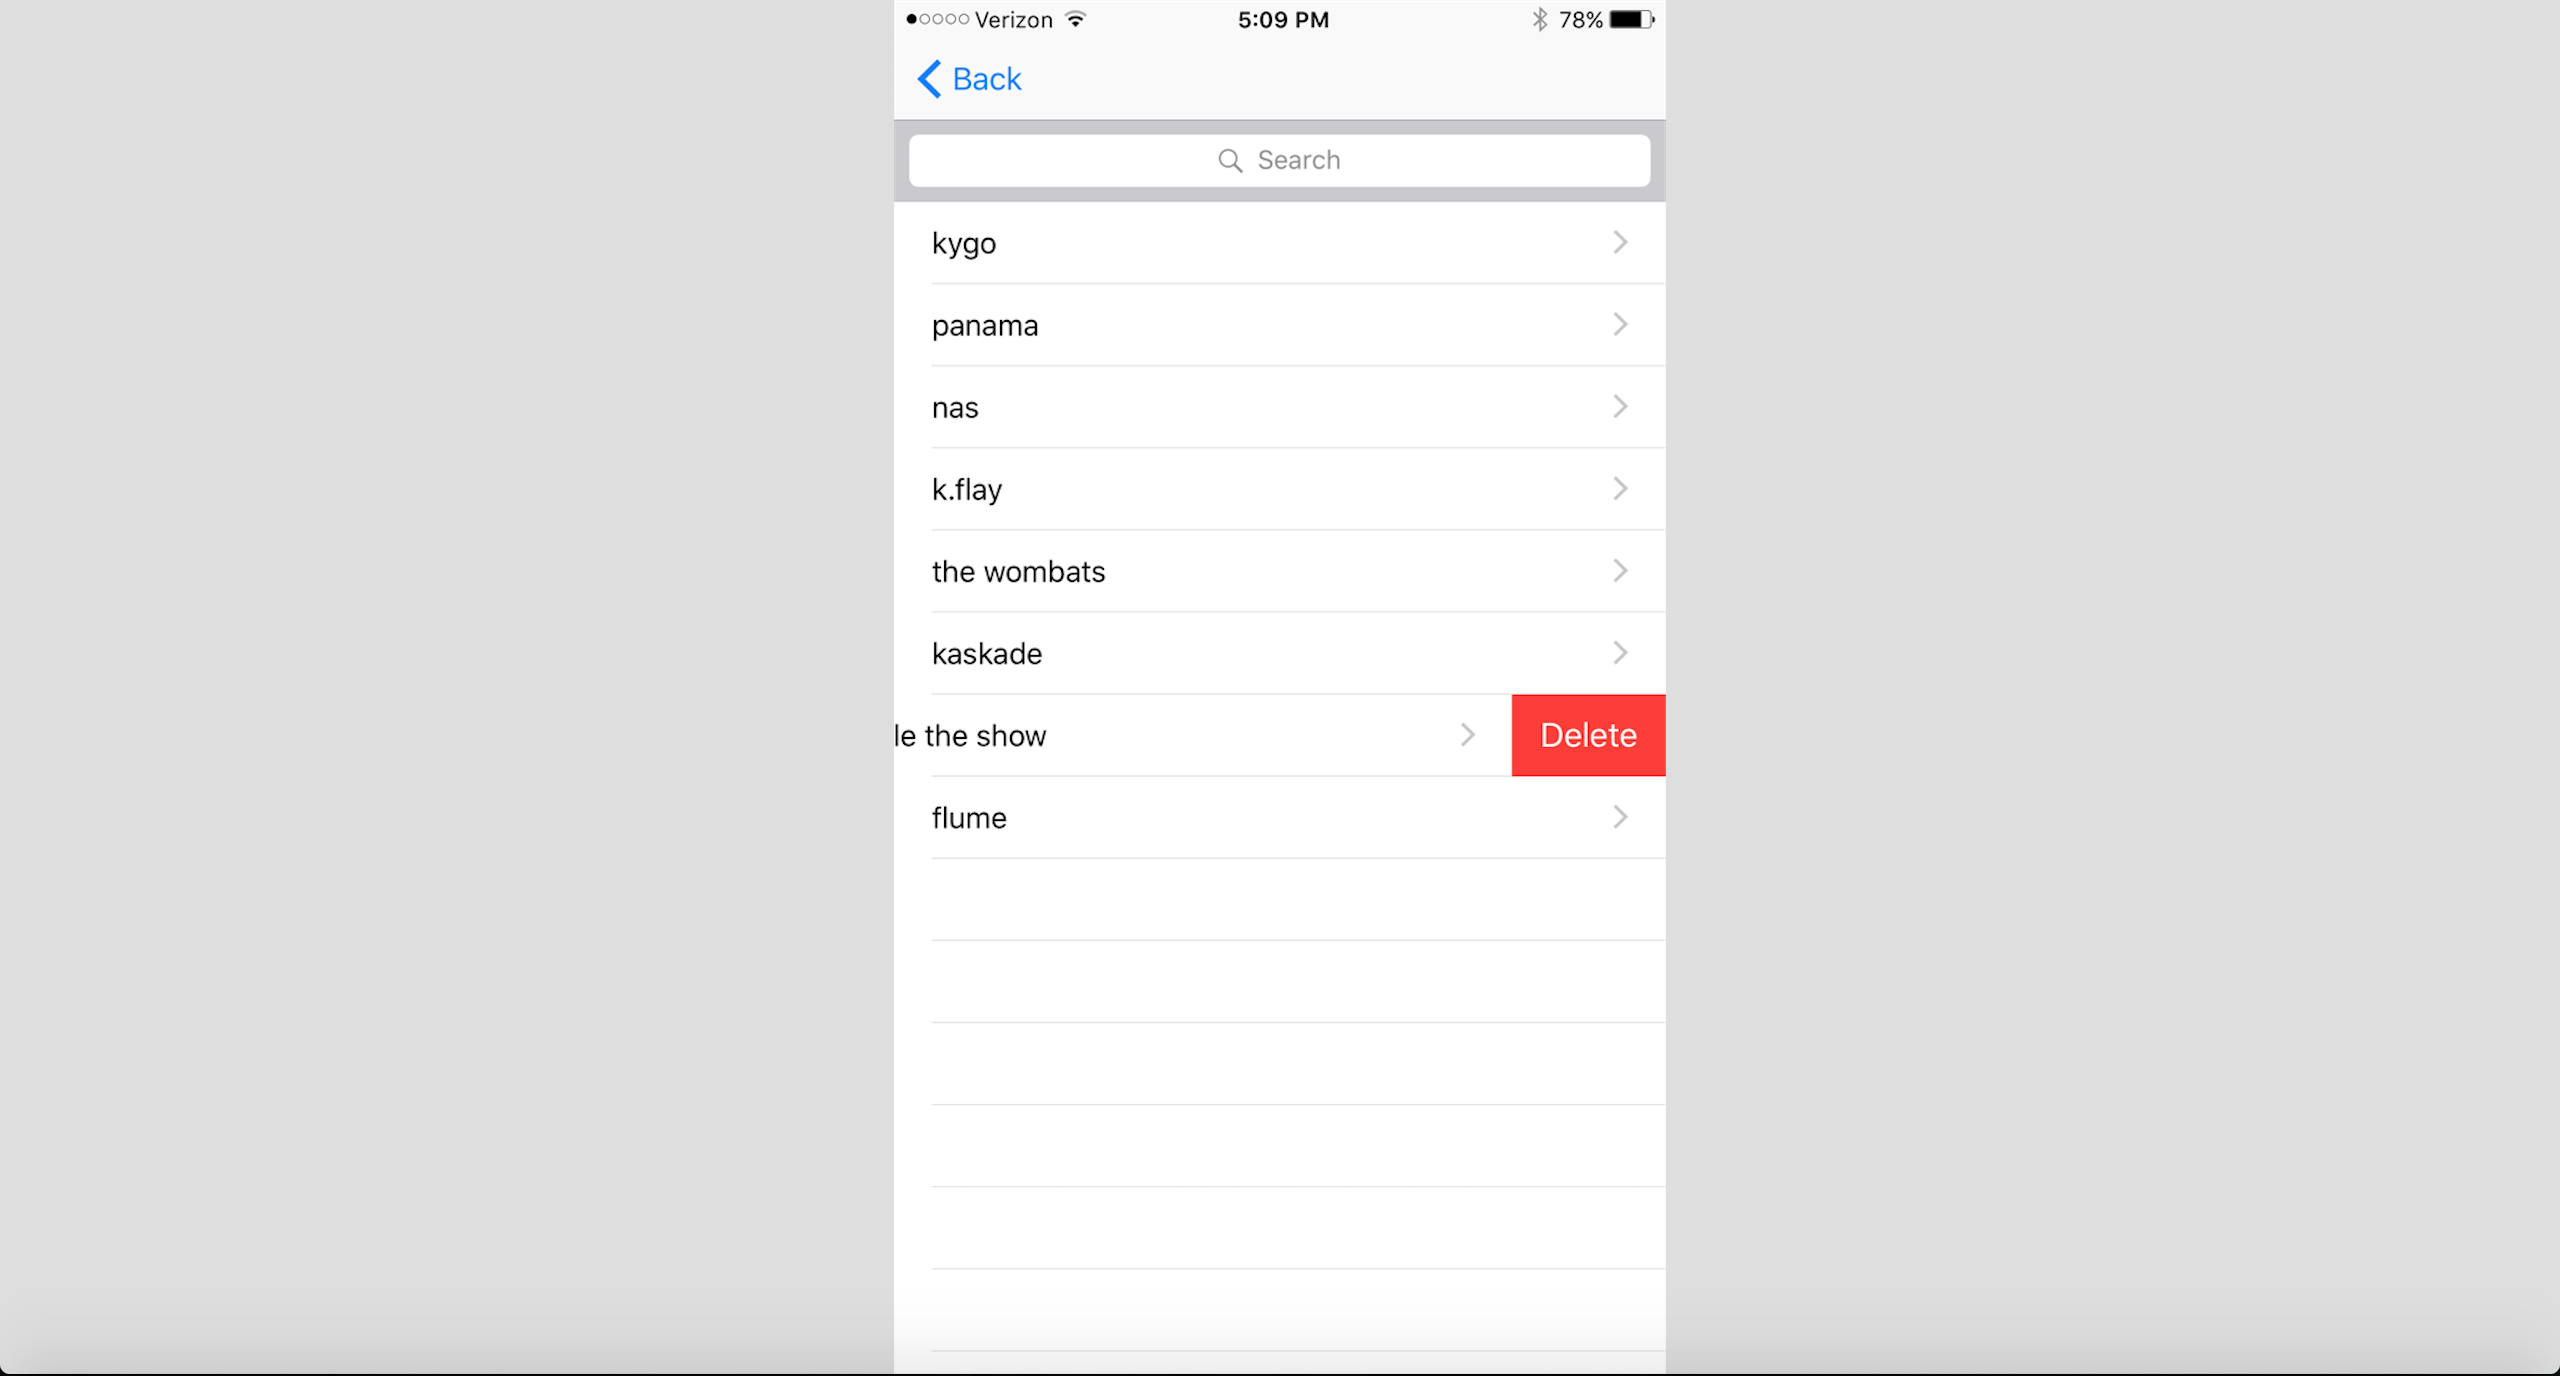 Verizon 5:09 PM 78%
Back
Search
kygo
panama
nas
k.flay
the wombats
kaskade
le the show Delete
flume